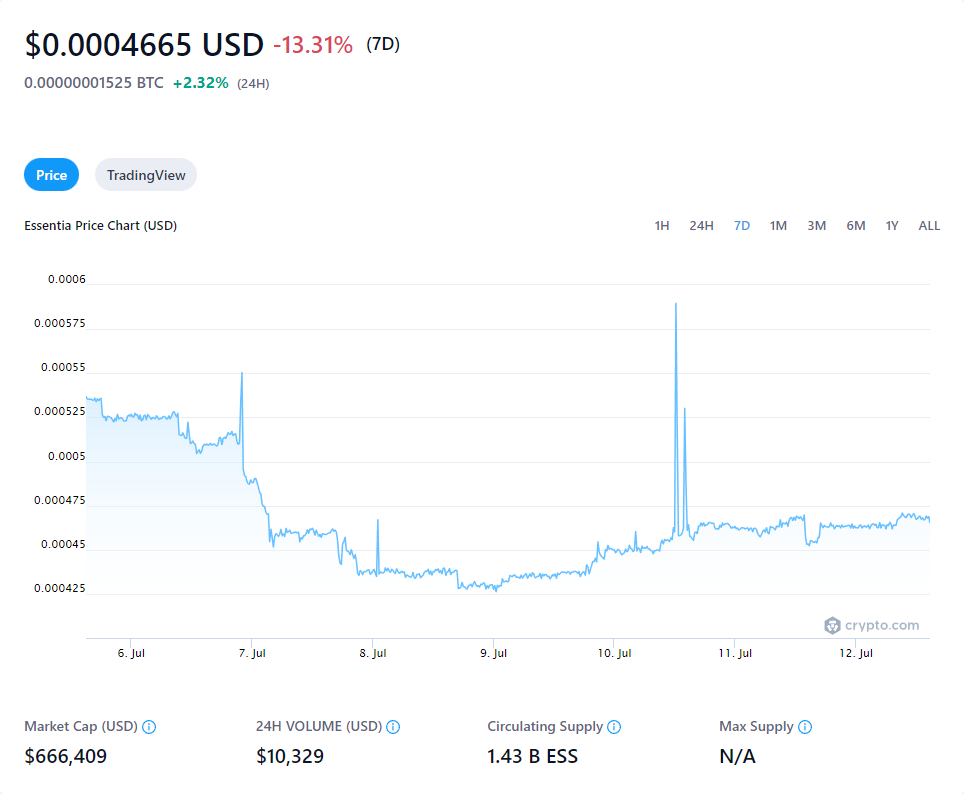 $0.0004665 USD -13.31% (7D)
0.00000001525 BTC +2.32% (24H)
Price TradingView
Essentia Price Chart (USD) 1H 24H 7D 1M 3M 6M 1Y ALL
0.0006
0.000575
0.00055
0.000525
0.0005
0.000475
0.00045
0.000425
crypto.com
6. Jul 7. Jul 8. Jul 9. Jul 10. Jul 11. Jul 12. Jul
Market Cap (USD) 24H VOLUME (USD) Circulating Supply Max Supply
$666,409 $10,329 1.43 B ESS N/A